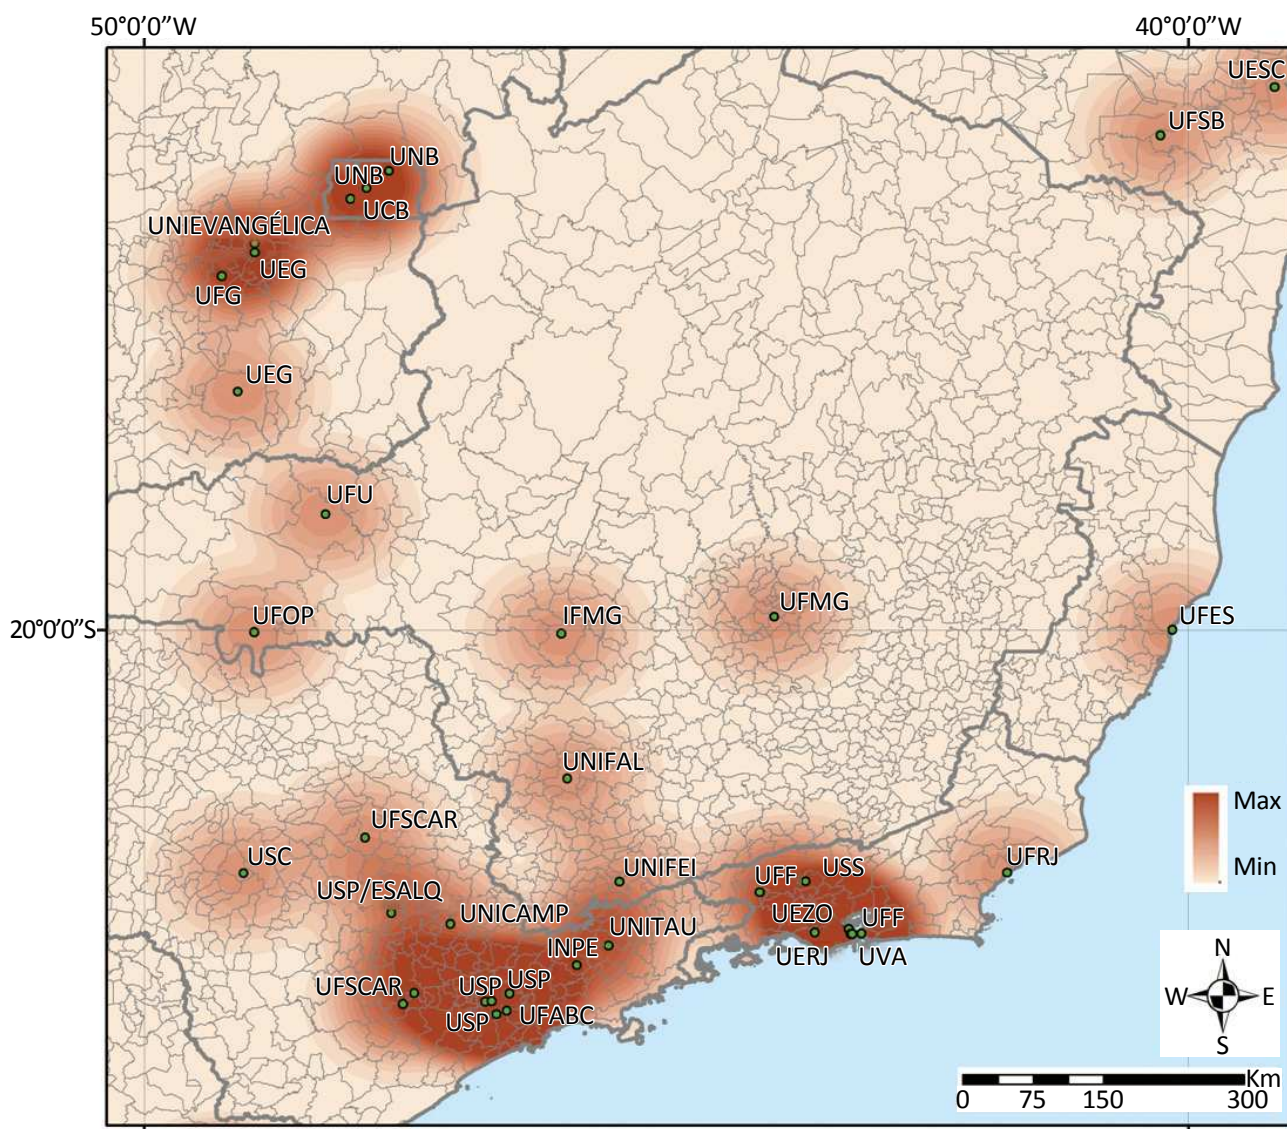 50°0'0"W
40°0'0"W
UESC
UFSB
UNB
UNB
UCB
UNIEVANGÉLICA
UEG
UFG
UEG
UFU
UFOP
IFMG
UFMG
UFES
20°0'0"S
UNIFAL
Max
Min
UFSCAR
USC
UNIFEI
UFF
USS
UFRJ
USP/ESALQ
UNICAMP
UNITAU
UEZO
UFF
INPE
UERJ
UVA
UFSCAR
USP
USP
USP
UFABC
N
W
E
S
Km
0 75 150 300